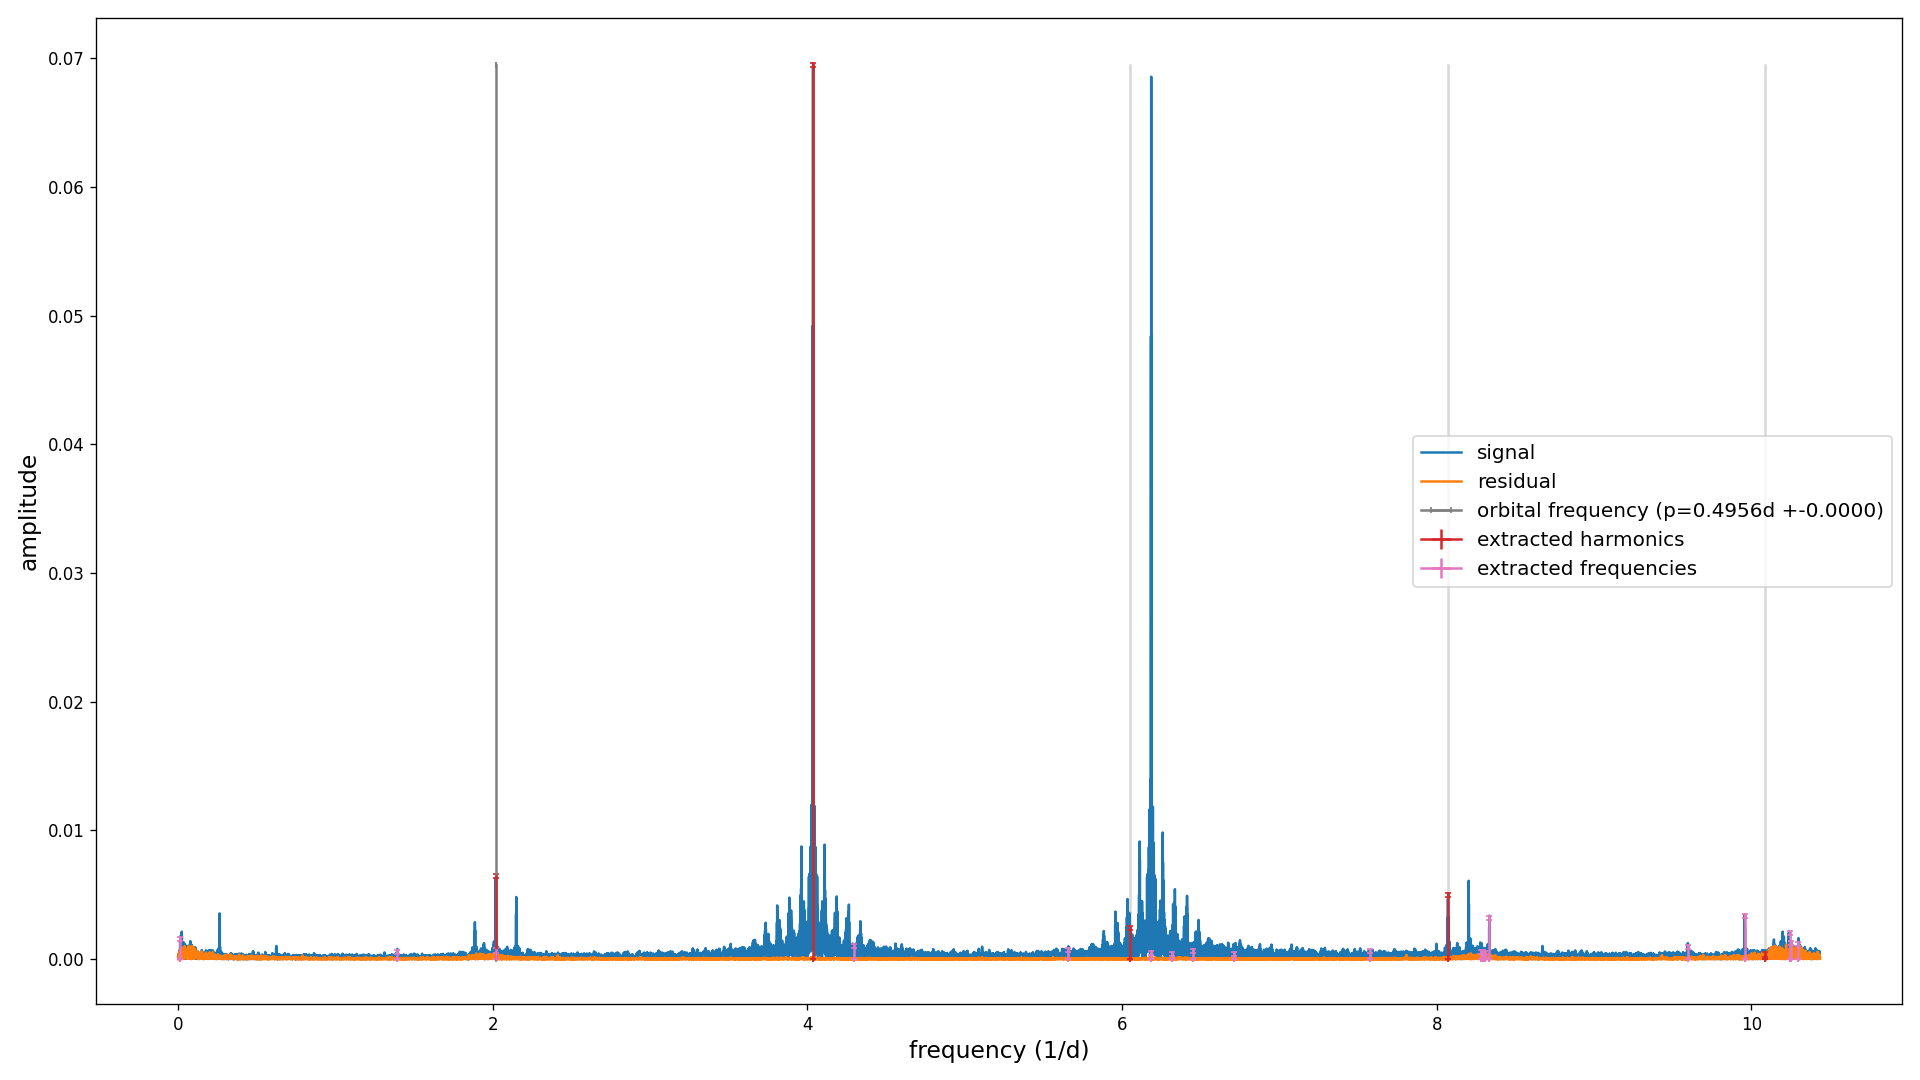 0.07
0.06
0.05
0.04
0.03
0.02
0.01
0.00
amplitude
signal
residual
orbital frequency (p=0.4956d +-0.0000)
extracted harmonics
extracted frequencies
0 2 4 6 8 10
frequency (1/d)